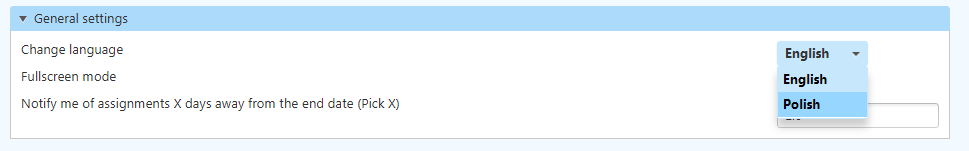 General settings
Change language
English
Fullscreen mode
English
Notify me of assignments X days away from the end date (Pick X)
Polish